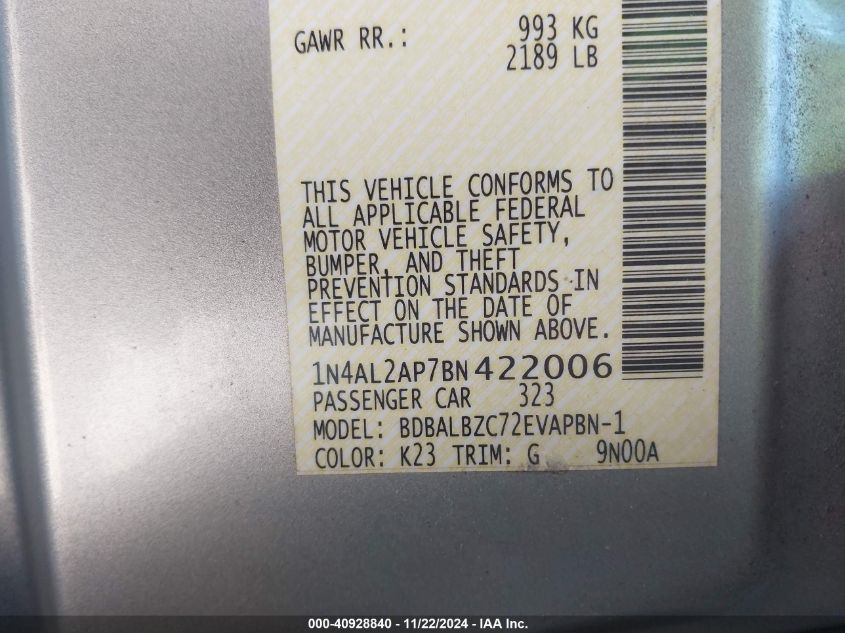 GAWR RR.: 993 KG
2189 LB
THIS VEHICLE CONFORMS TO
ALL APPLICABLE FEDERAL
MOTOR VEHICLE SAFETY,
BUMPER, AND THEFT
PREVENTION STANDARDS IN
EFFECT ON THE DATE OF
MANUFACTURE SHOWN ABOVE.
1N4AL2AP7BN422006
PASSENGER CAR 323
MODEL: BDBALBZC72EVAPBN-1
COLOR: K23 TRIM: G 9N00A
000-40928840 - 11/22/2024 - IAA Inc.